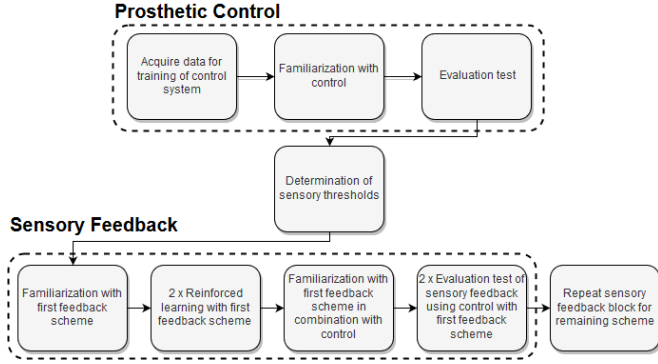 Prosthetic Control
Acquire data for
training of control
system
Familiarization with
control
Evaluation test
Determination of
sensory thresholds
Sensory Feedback
Familiarization with
first feedback
scheme
2 x Reinforced
learning with first
feedback scheme
Familiarization with
first feedback
scheme in
combination with
control
2 x Evaluation test of
sensory feedback
using control with
first feedback
scheme
Repeat sensory
feedback block for
remaining scheme